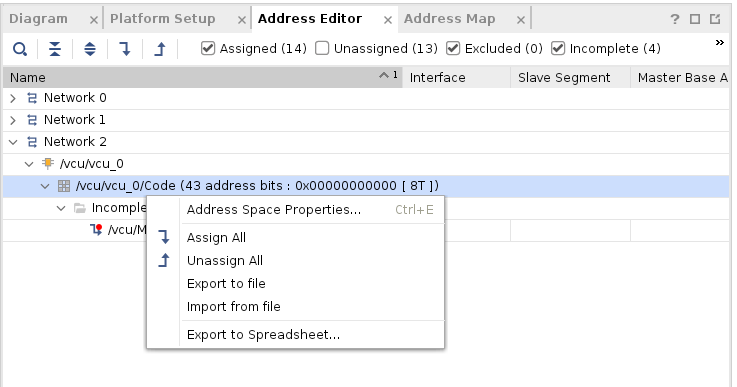 Diagram × Platform Setup × Address Editor × Address Map × ?
Assigned (14) Unassigned (13) Excluded (0) Incomplete (4) »
Name 1 Interface Slave Segment Master Base A
Network 0
Network 1
Network 2
/vcu/vcu_0
/vcu/vcu_0/Code (43 address bits : 0x00000000000 [ 8T ])
Incomple
/vcu/M
Address Space Properties... Ctrl+E
Assign All
Unassign All
Export to file
Import from file
Export to Spreadsheet...